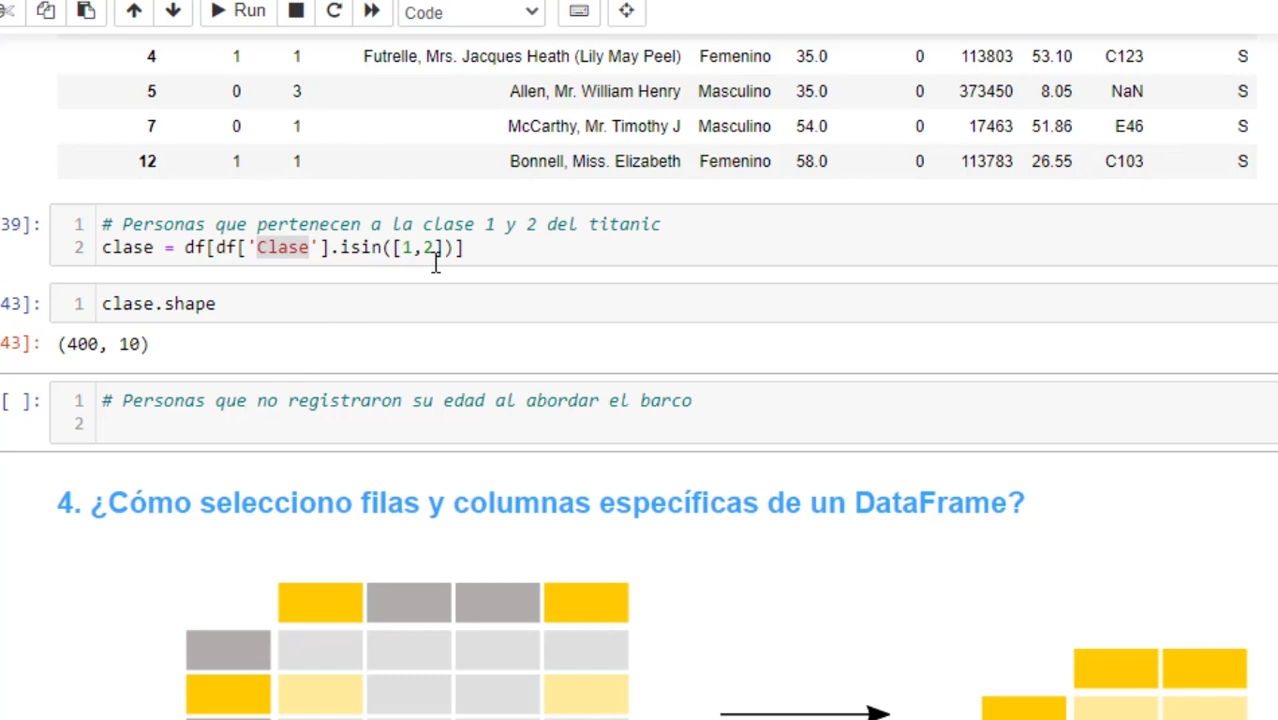 Run Code
4 1 1 Futrelle, Mrs. Jacques Heath (Lily May Peel) Femenino 35.0 0 113803 53.10 C123 S
5 0 3 Allen, Mr. William Henry Masculino 35.0 0 373450 8.05 NaN S
7 0 1 McCarthy, Mr. Timothy J Masculino 54.0 0 17463 51.86 E46 S
12 1 1 Bonnell, Miss. Elizabeth Femenino 58.0 0 113783 26.55 C103 S
39]: 1 # Personas que pertenecen a la clase 1 y 2 del titanic
2 clase = df[df['Clase'].isin([1,2])]
43]: 1 clase.shape
43]: (400, 10)
[ ]: 1 # Personas que no registraron su edad al abordar el barco
2
4. ¿Cómo selecciono filas y columnas específicas de un DataFrame?